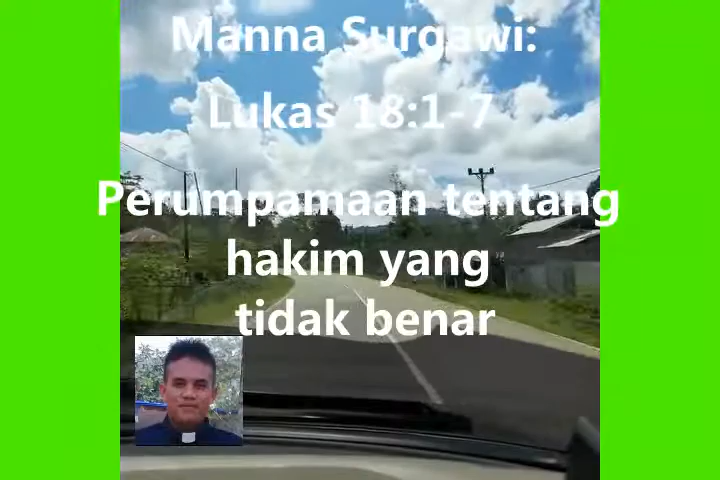 Manna Surgawi:
Lukas 18:1-7
Perumpamaan tentang
hakim yang
tidak benar